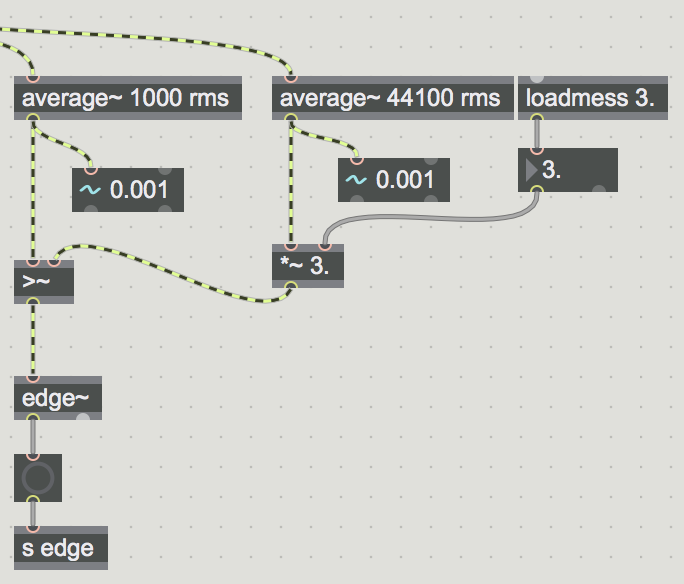 average~ 1000 rms
average~ 44100 rms
loadmess 3.
~ 0.001
~ 0.001
3.
>~
*~ 3.
edge~
s edge